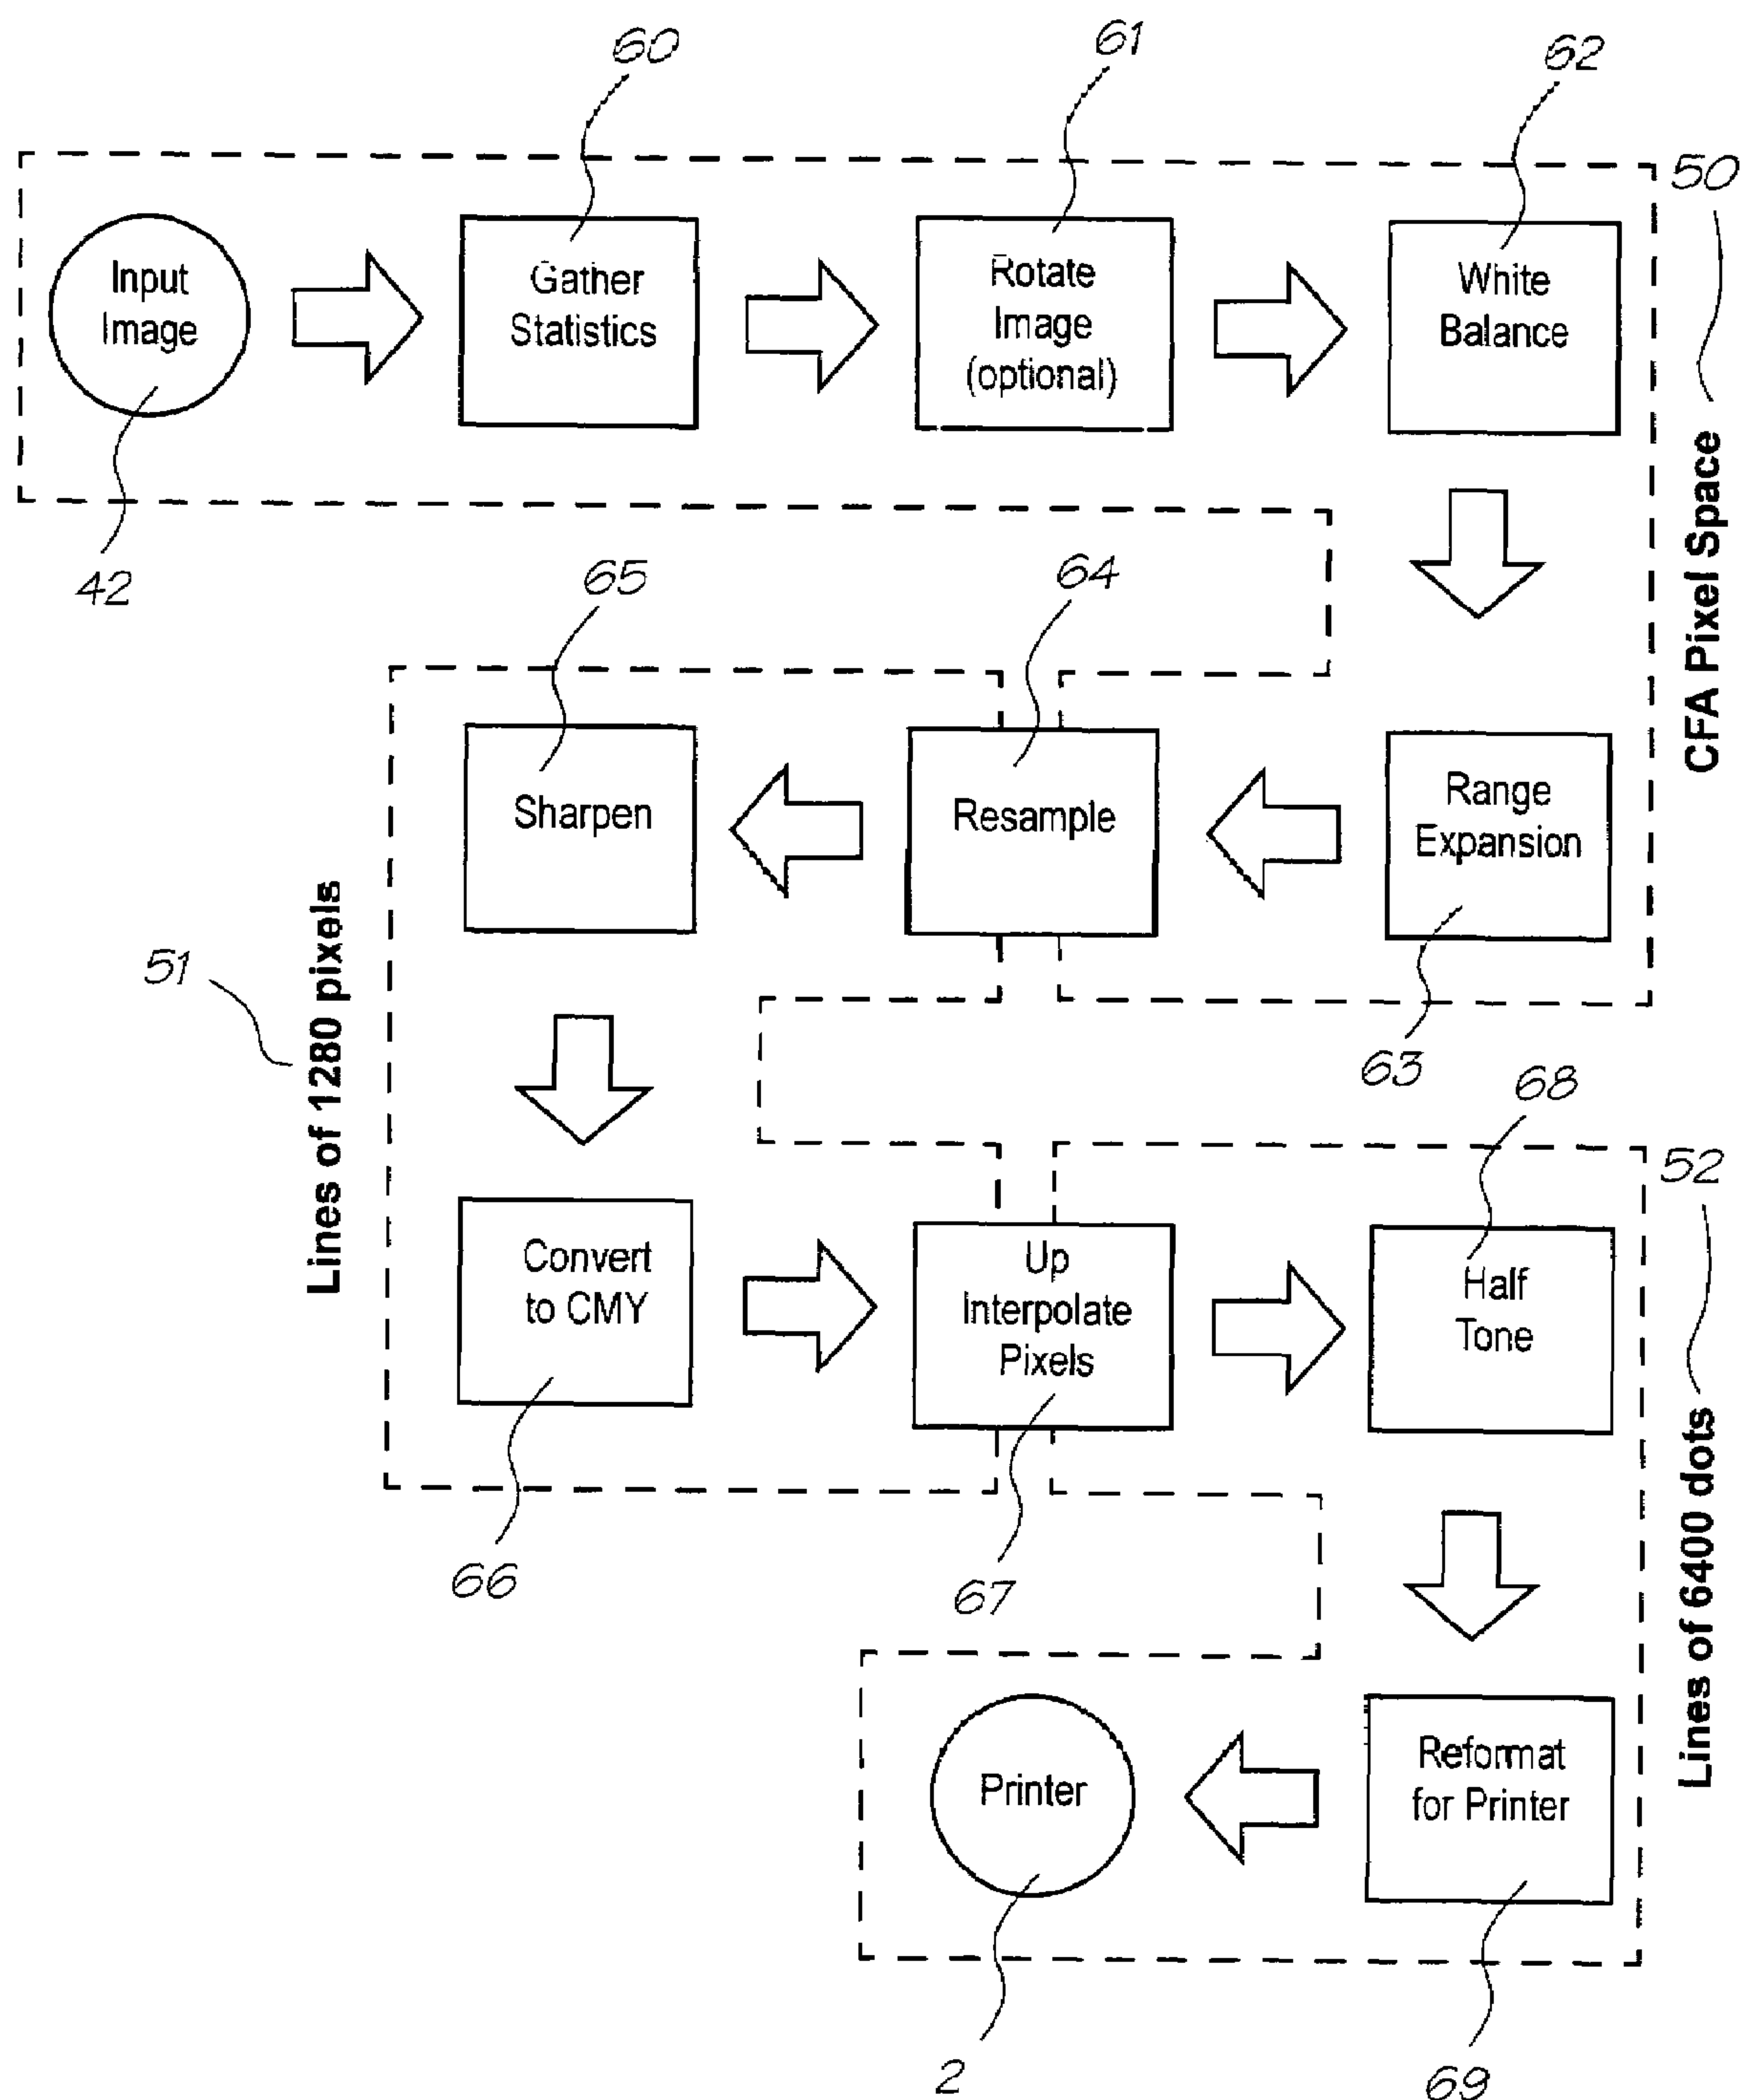 60
61
62
50
Input
Image
Gather
Statistics
Rotate
Image
(optional)
White
Balance
CFA Pixel Space
42
65
64
Sharpen
Resample
Range
Expansion
51
Lines of 1280 pixels
63
68
52
Convert
to CMY
Up
Interpolate
Pixels
Half
Tone
66
67
Lines of 6400 dots
Printer
Reformat
for Printer
2
69